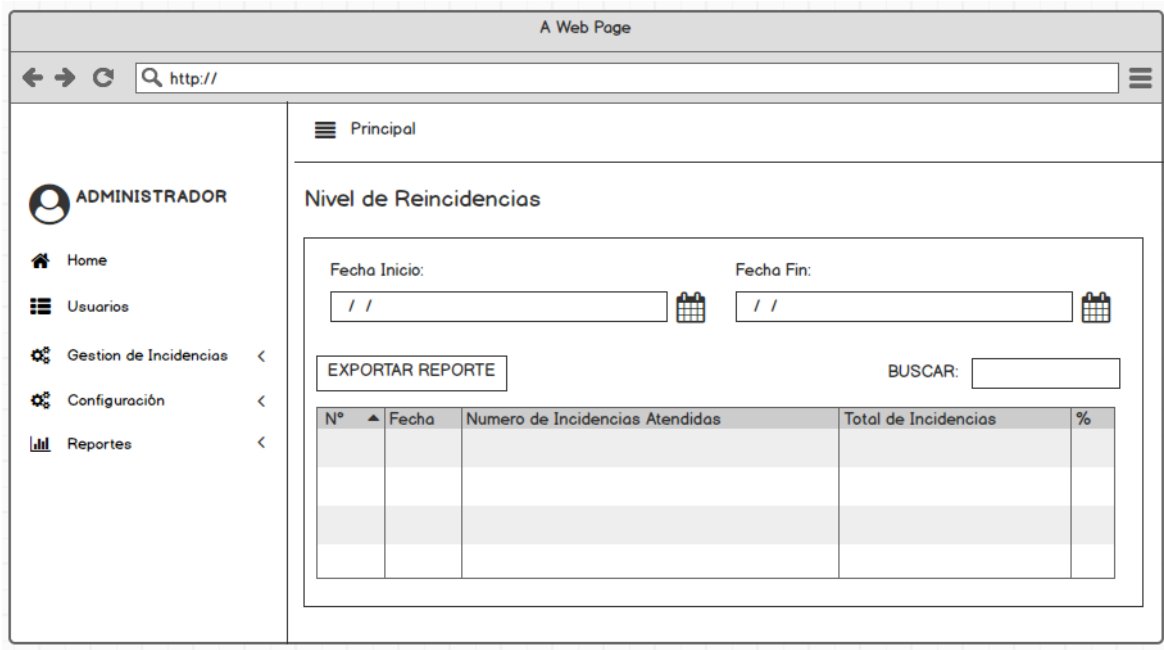 A Web Page
http://
Principal
ADMINISTRADOR
Home
Usuarios
Gestion de Incidencias
Configuración
Reportes
Nivel de Reincidencias
Fecha Inicio: Fecha Fin:
/ / / /
EXPORTAR REPORTE BUSCAR:
N° Fecha Numero de Incidencias Atendidas Total de Incidencias %